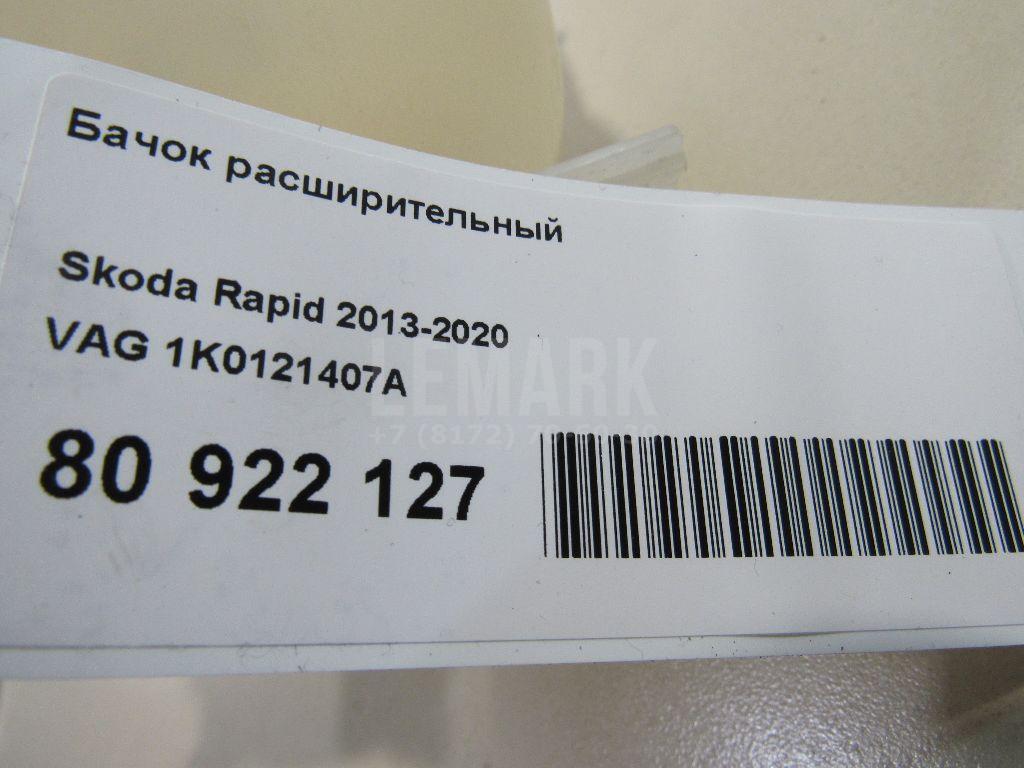 Бачок расширительный
Skoda Rapid 2013-2020
VAG 1K0121407A
LEMARK
80 922 127